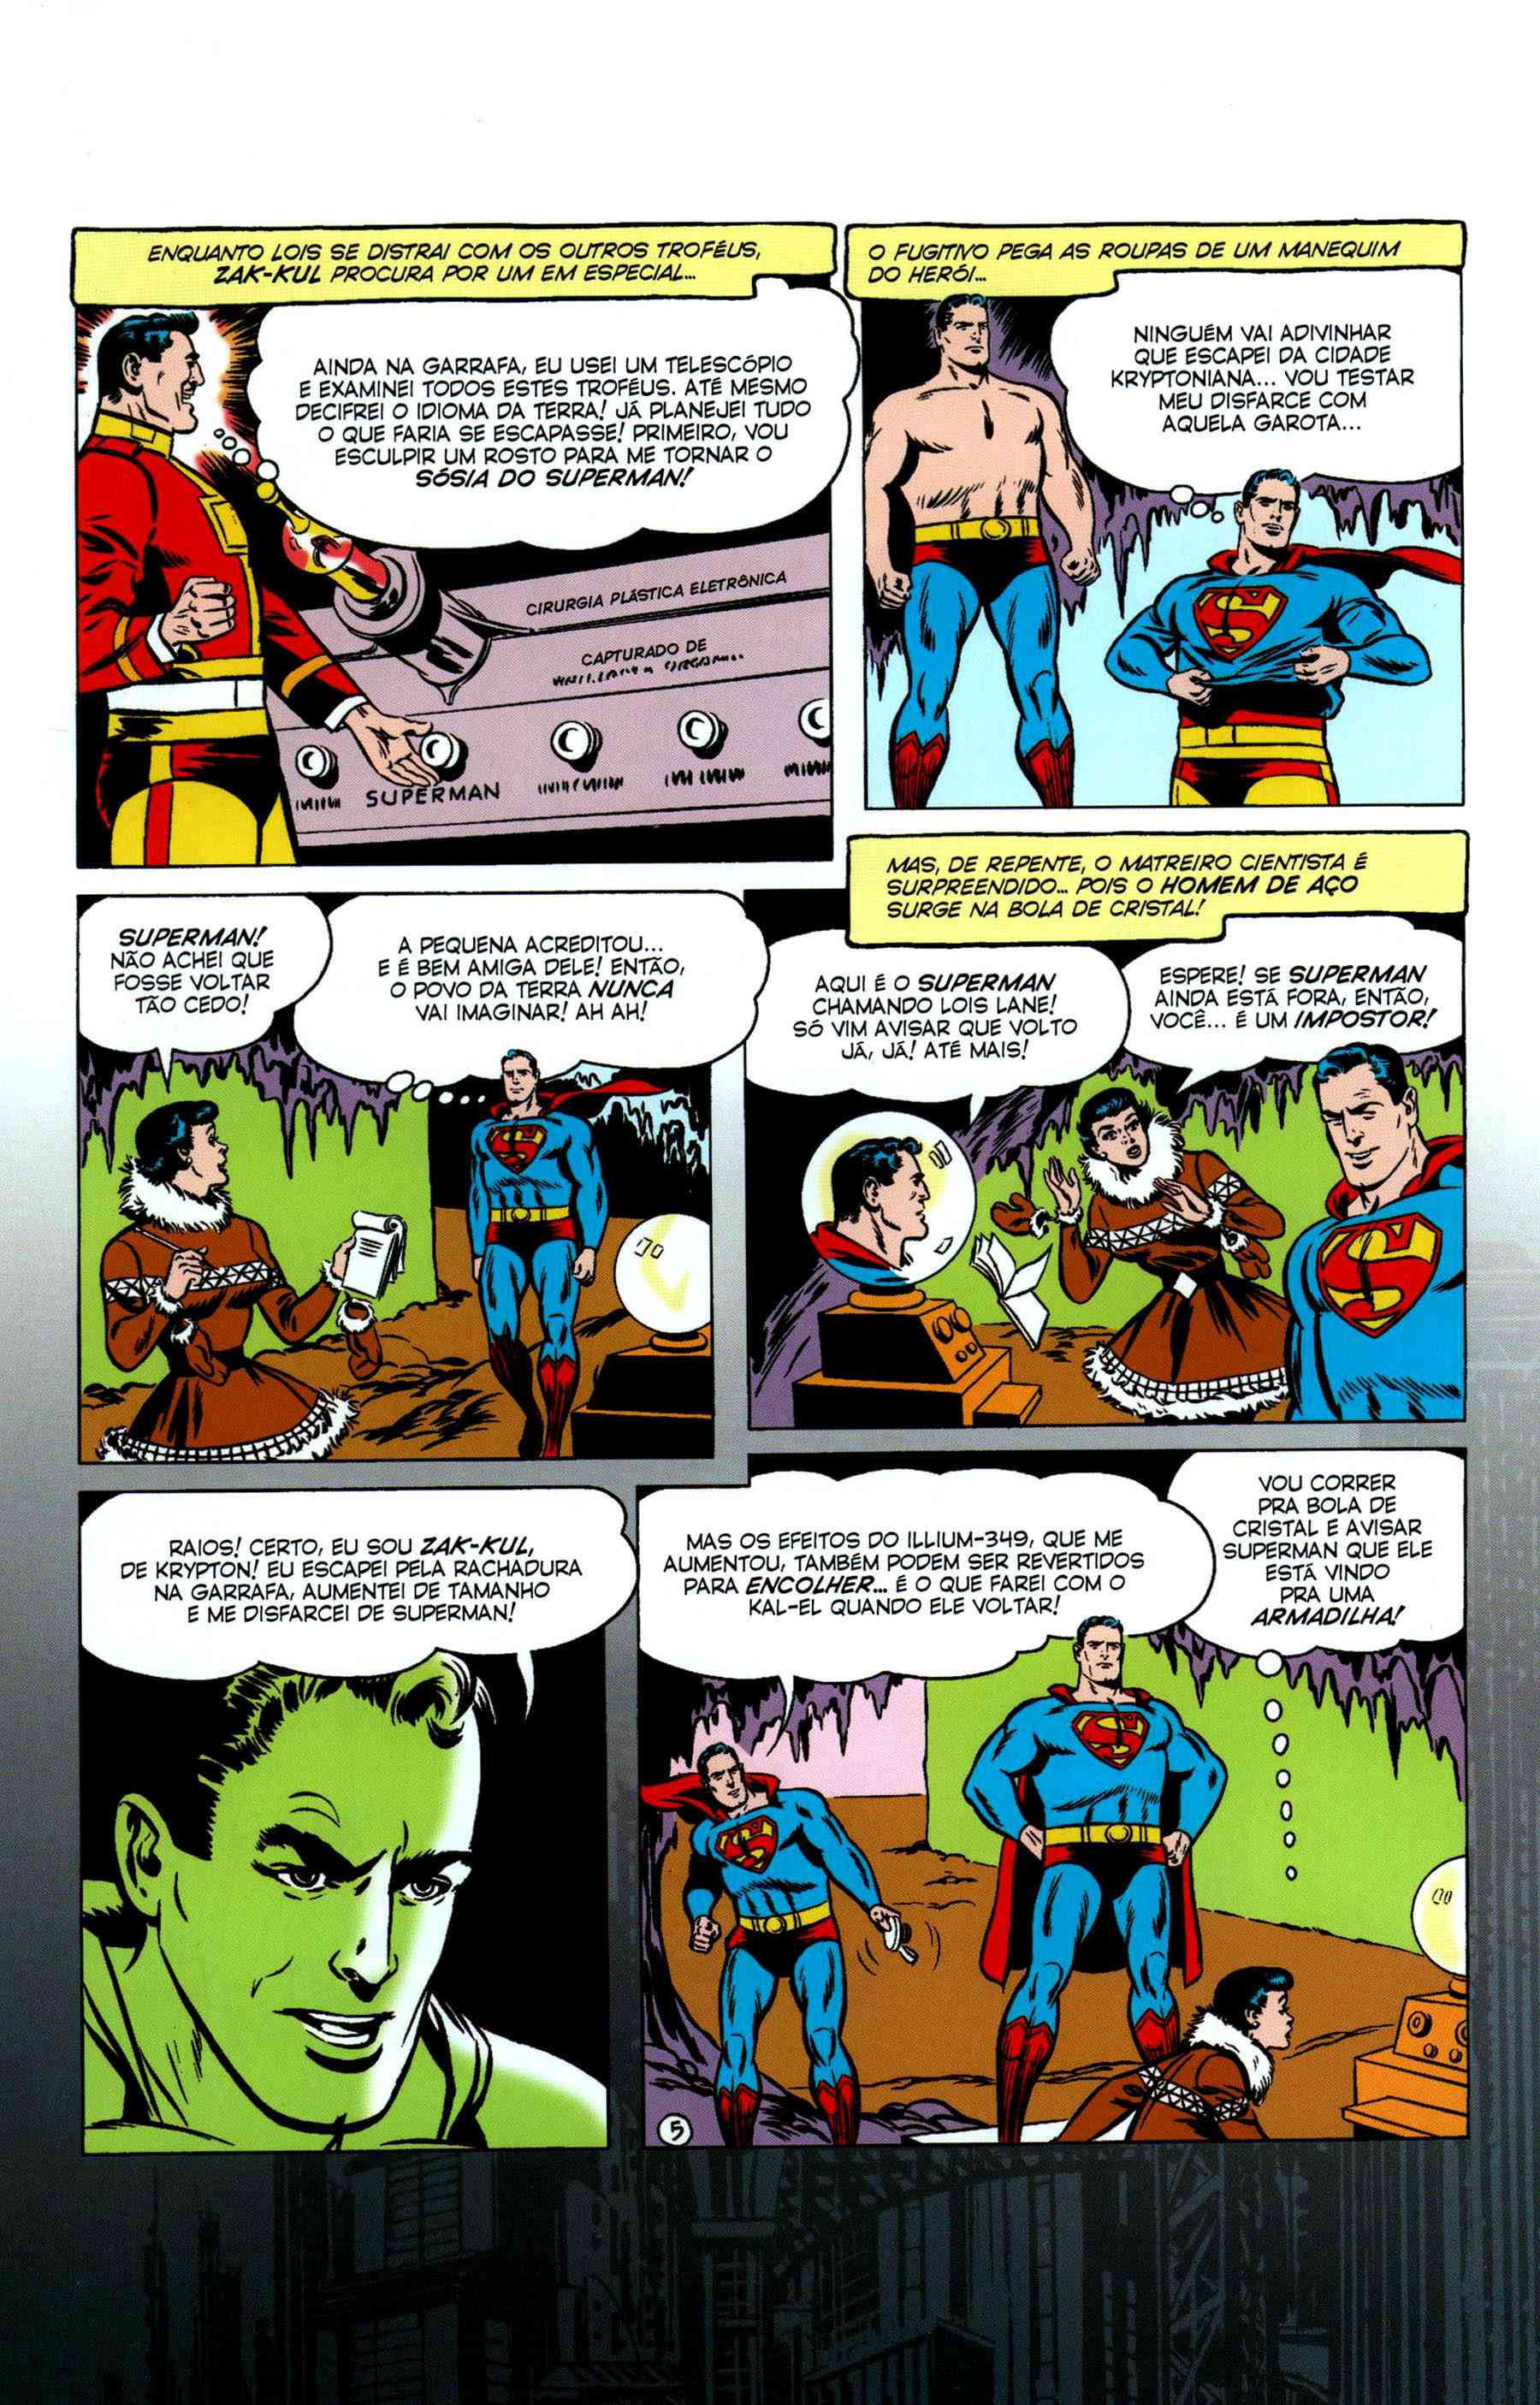 ENQUANTO LOIS SE DISTRAI COM OS OUTROS TROFÉUS,
ZAK-KUL PROCURA POR UM EM ESPECIAL...
AINDA NA GARRAFA, EU USEI UM TELESCÓPIO
E EXAMINEI TODOS ESTES TROFÉUS. ATÉ MESMO
DECIFREI O IDIOMA DA TERRA! JÁ PLANEJEI TUDO
O QUE FARIA SE ESCAPASSE! PRIMEIRO, VOU
ESCULPIR UM ROSTO PARA ME TORNAR O
SÓSIA DO SUPERMAN!
CIRURGIA PLÁSTICA ELETRÔNICA
CAPTURADO DE
SUPERMAN
O FUGITIVO PEGA AS ROUPAS DE UM MANEQUIM
DO HERÓI...
NINGUÉM VAI ADIVINHAR
QUE ESCAPEI DA CIDADE
KRYPTONIANA... VOU TESTAR
MEU DISFARCE COM
AQUELA GAROTA...
SUPERMAN!
NÃO ACHEI QUE
FOSSE VOLTAR
TÃO CEDO!
A PEQUENA ACREDITOU...
E É BEM AMIGA DELE! ENTÃO,
O POVO DA TERRA NUNCA
VAI IMAGINAR! AH AH!
MAS, DE REPENTE, O MATREIRO CIENTISTA É
SURPREENDIDO... POIS O HOMEM DE AÇO
SURGE NA BOLA DE CRISTAL!
AQUI É O SUPERMAN
CHAMANDO LOIS LANE!
SÓ VIM AVISAR QUE VOLTO
JÁ, JÁ! ATÉ MAIS!
ESPERE! SE SUPERMAN
AINDA ESTÁ FORA, ENTÃO,
VOCÊ... É UM IMPOSTOR!
RAIOS! CERTO, EU SOU ZAK-KUL,
DE KRYPTON! EU ESCAPEI PELA RACHADURA
NA GARRAFA, AUMENTEI DE TAMANHO
E ME DISFARCEI DE SUPERMAN!
MAS OS EFEITOS DO ILLIUM-349, QUE ME
AUMENTOU, TAMBÉM PODEM SER REVERTIDOS
PARA ENCOLHER... É O QUE FAREI COM O
KAL-EL QUANDO ELE VOLTAR!
VOU CORRER
PRA BOLA DE
CRISTAL E AVISAR
SUPERMAN QUE ELE
ESTÁ VINDO
PRA UMA
ARMADILHA!
5